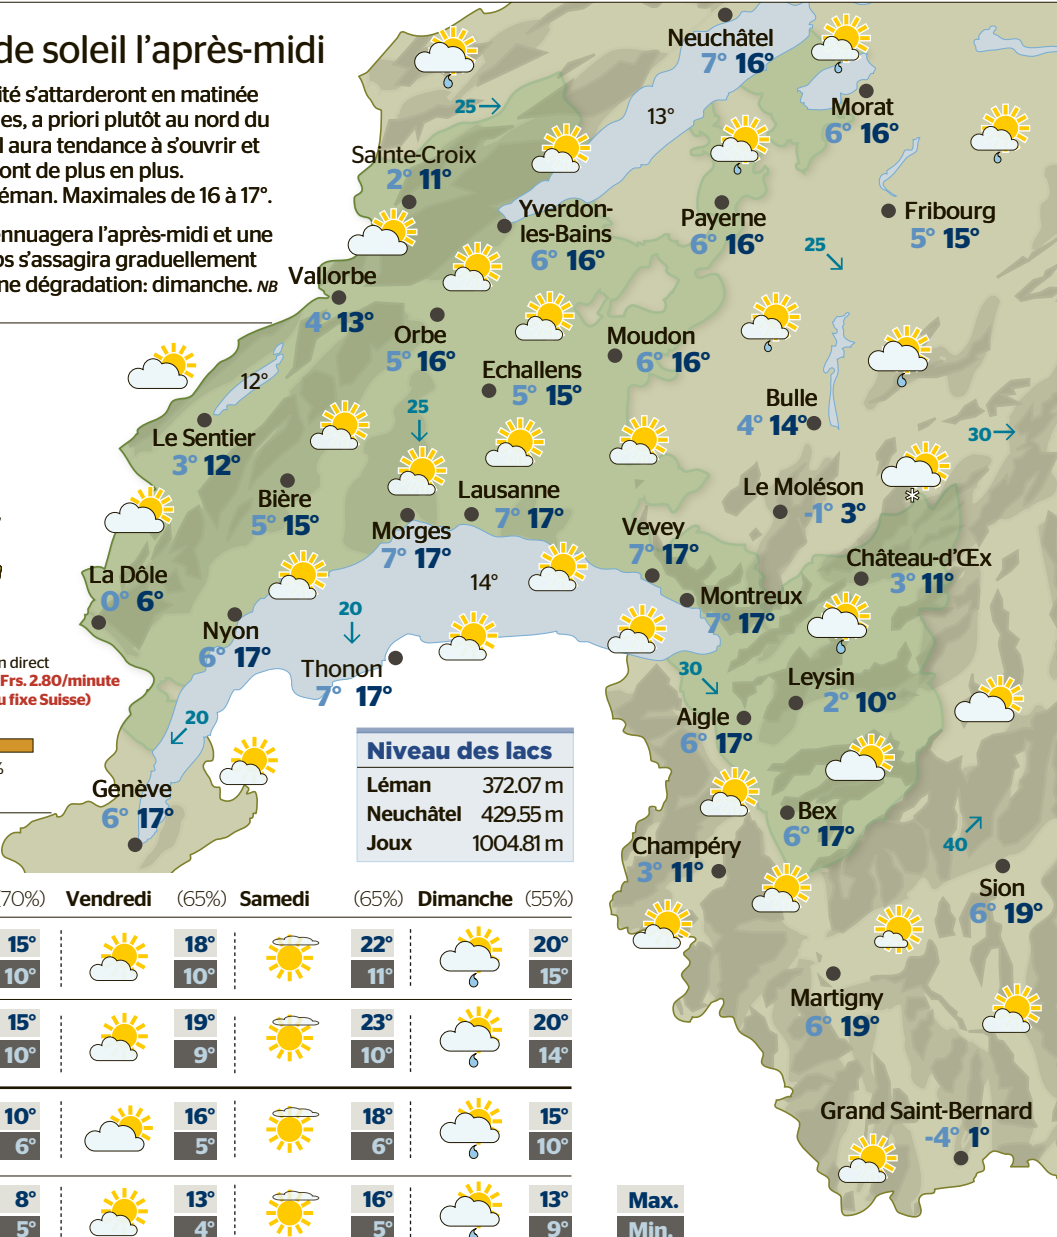 de soleil l'après-midi
ité s'attarderont en matinée
es, a priori plutôt au nord du
l aura tendance à s'ouvrir et
ont de plus en plus.
éman. Maximales de 16 à 17°.
ennuagera l'après-midi et une
ps s'assagira graduellement
ne dégradation: dimanche. NB
Neuchâtel
7° 16°
25
13°
Morat
6° 16°
Sainte-Croix
2° 11°
Yverdon-
les-Bains
6° 16°
Payerne
6° 16°
Fribourg
5° 15°
25
Vallorbe
4° 13°
Orbe
5° 16°
Moudon
6° 16°
Echallens
5° 15°
12°
Bulle
4° 14°
25
30
Le Sentier
3° 12°
Bière
5° 15°
Lausanne
7° 17°
Le Moléson
-1° 3°
Morges
7° 17°
Vevey
7° 17°
Château-d'Œx
3° 11°
La Dôle
0° 6°
14°
Montreux
7° 17°
20
Nyon
6° 17°
Thonon
7° 17°
n direct
Frs. 2.80/minute
u fixe Suisse)
30
Leysin
2° 10°
Aigle
6° 17°
20
%
Genève
6° 17°
Niveau des lacs
Léman 372.07 m
Neuchâtel 429.55 m
Joux 1004.81 m
Bex
6° 17°
Champéry
3° 11°
40
Sion
6° 19°
Martigny
6° 19°
Grand Saint-Bernard
-4° 1°
70%) Vendredi (65%) Samedi (65%) Dimanche (55%)
15° 18° 22° 20°
10° 10° 11° 15°
15° 19° 23° 20°
10° 9° 10° 14°
10° 16° 18° 15°
6° 5° 6° 10°
8° 13° 16° 13°
5° 4° 5° 9°
Max.
Min.